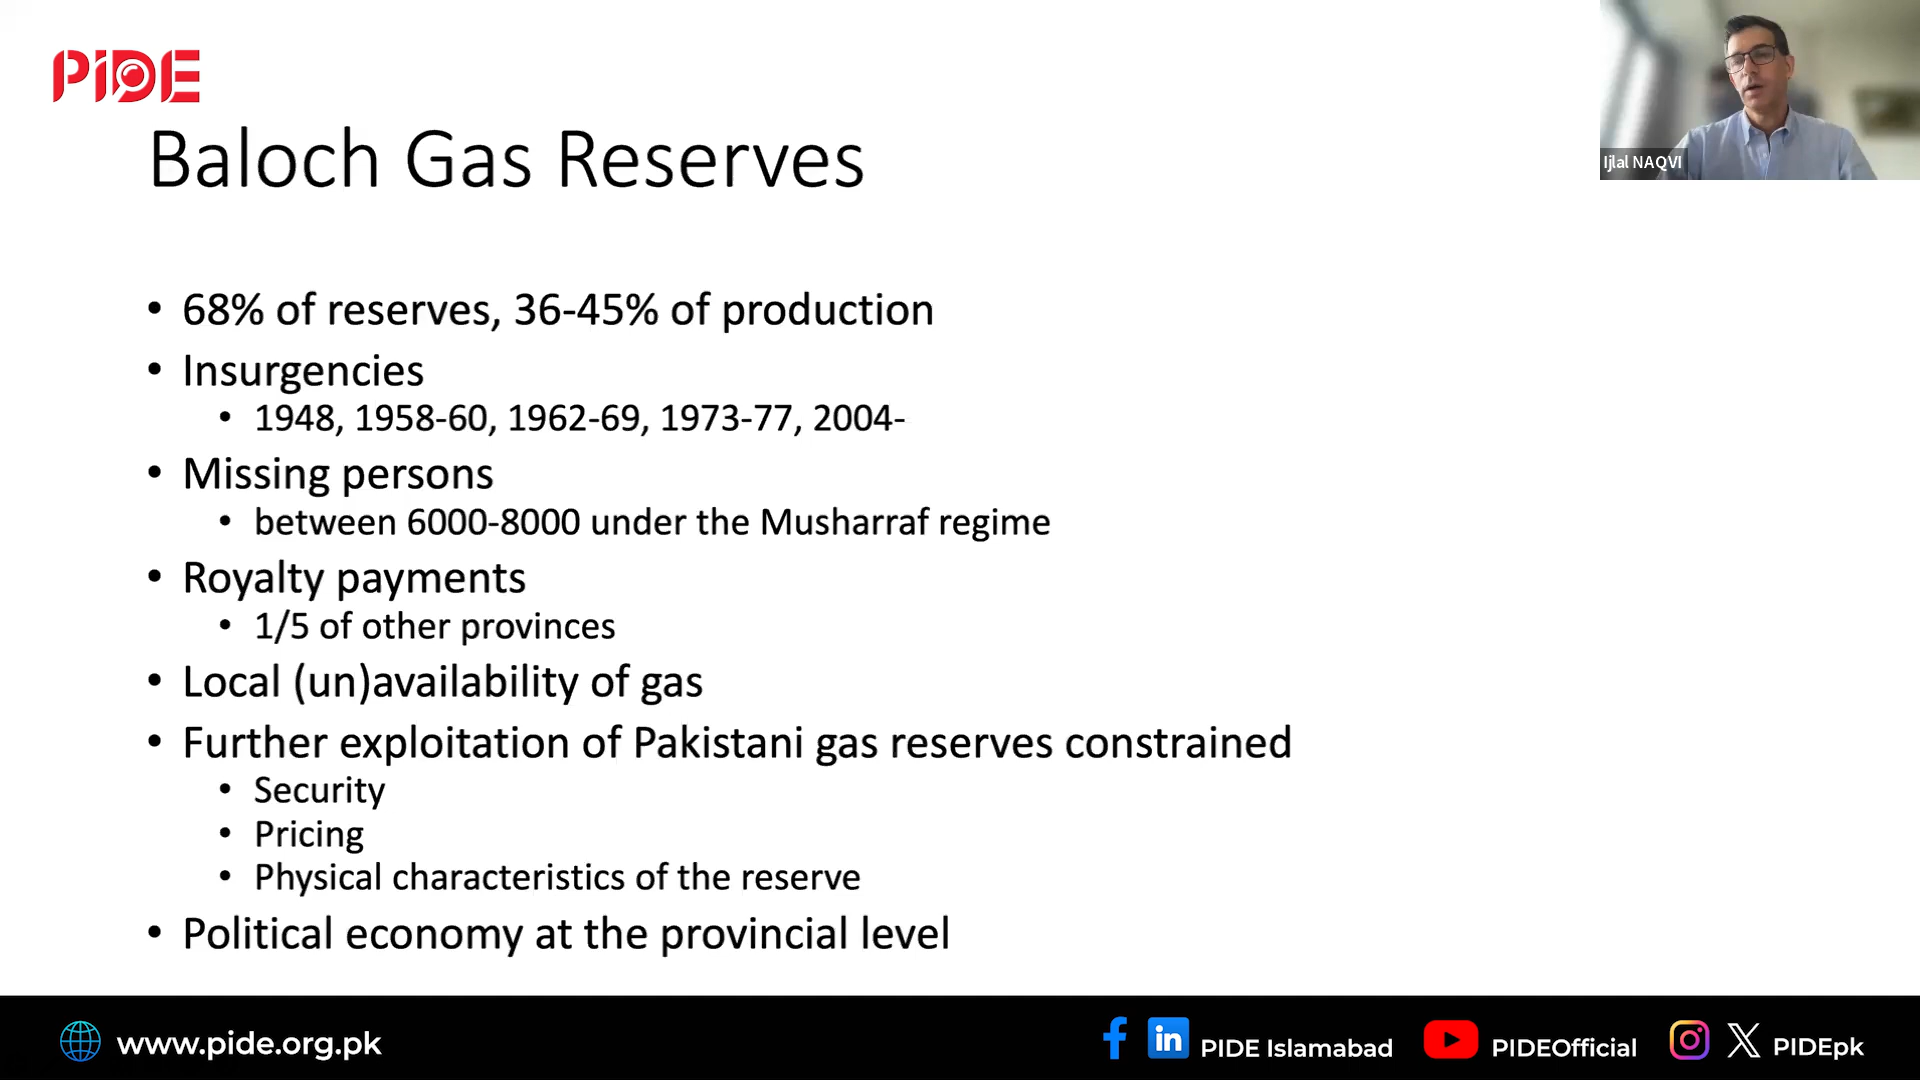 PIDE
Ijlal NAQVI
Baloch Gas Reserves
• 68% of reserves, 36-45% of production
• Insurgencies
• 1948, 1958-60, 1962-69, 1973-77, 2004-
• Missing persons
• between 6000-8000 under the Musharraf regime
• Royalty payments
• 1/5 of other provinces
• Local (un)availability of gas
• Further exploitation of Pakistani gas reserves constrained
• Security
• Pricing
• Physical characteristics of the reserve
• Political economy at the provincial level
www.pide.org.pk
PIDE Islamabad
PIDEOfficial
PIDEpk